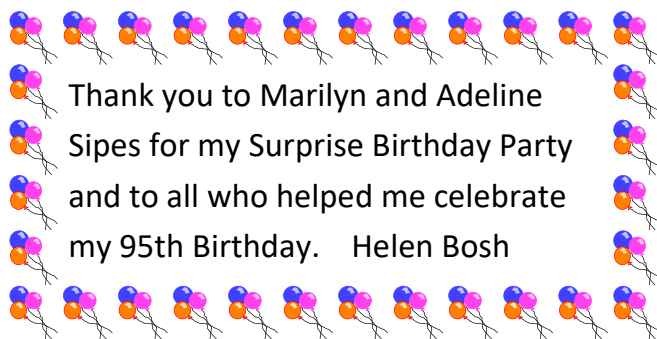 Thank you to Marilyn and Adeline
Sipes for my Surprise Birthday Party
and to all who helped me celebrate
my 95th Birthday.    Helen Bosh